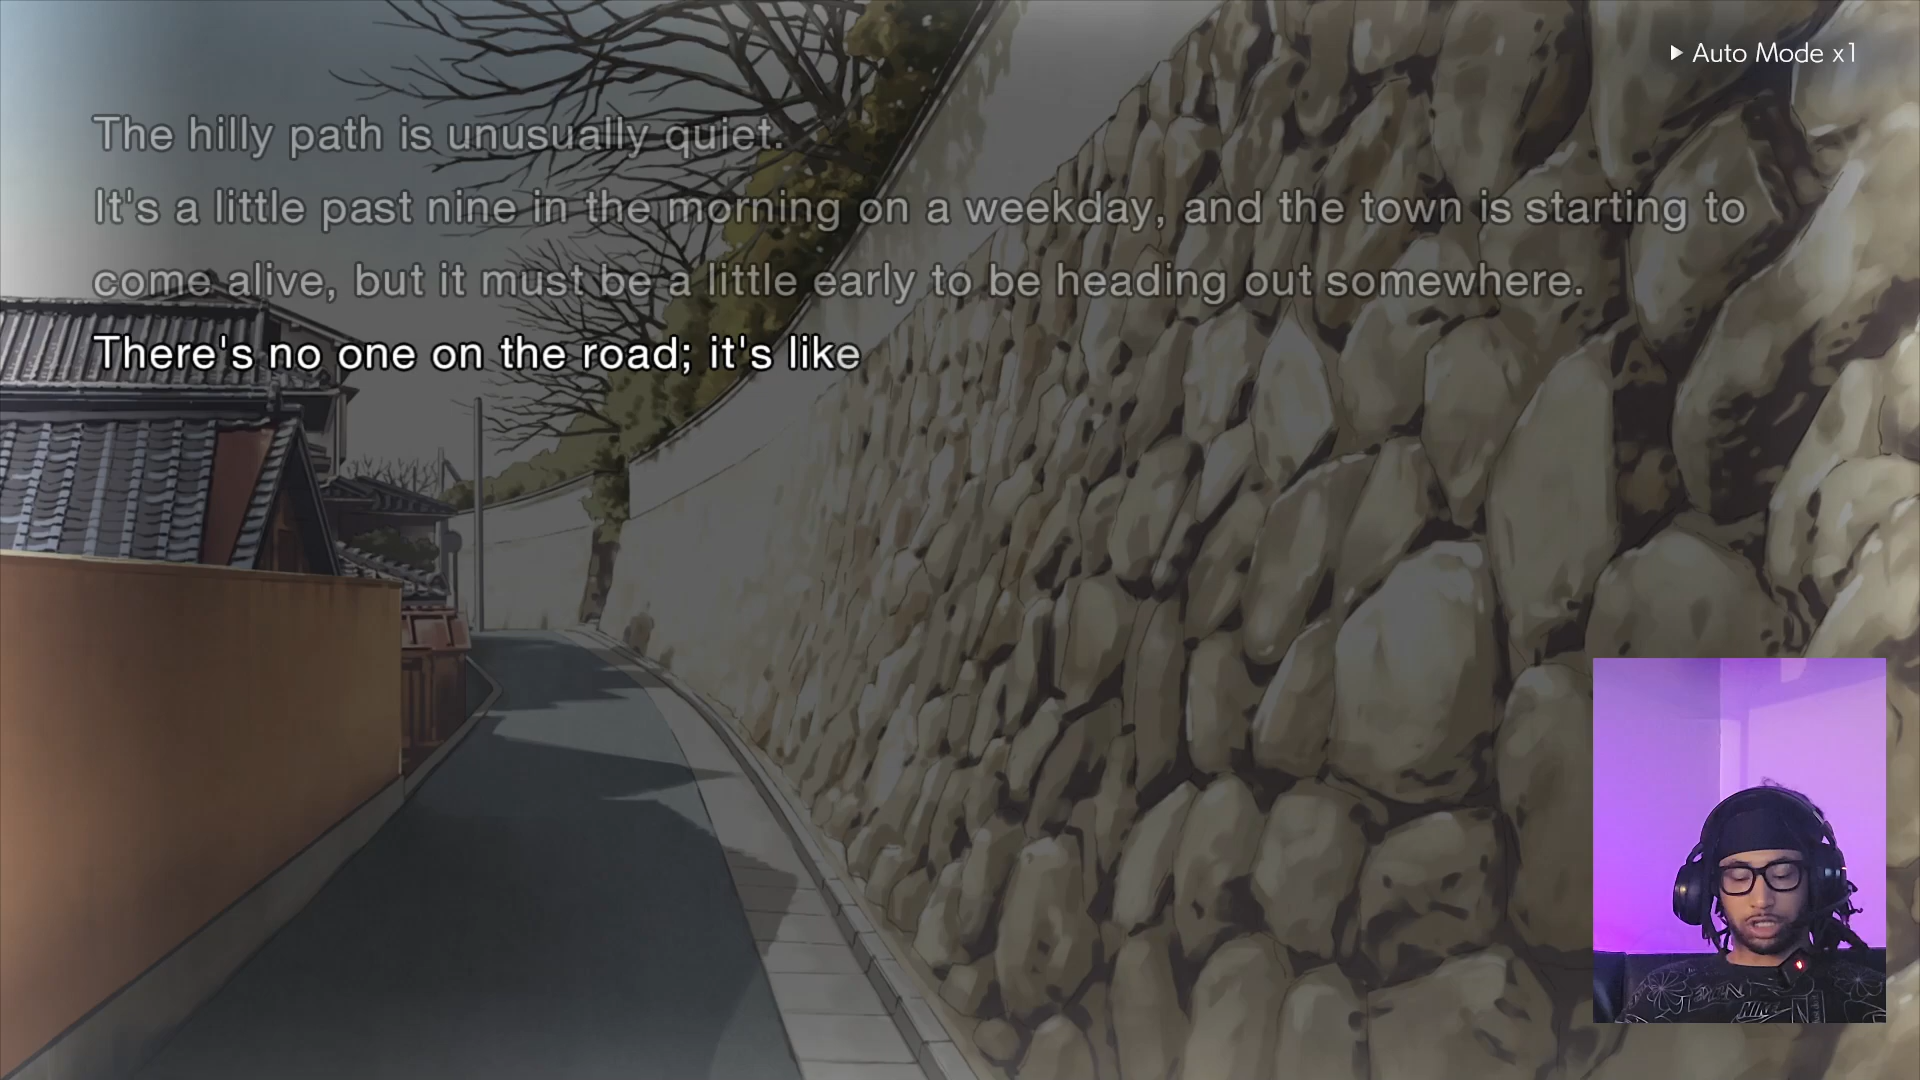 Auto Mode x1
The hilly path is unusually quiet.
It's a little past nine in the morning on a weekday, and the town is starting to
come alive, but it must be a little early to be heading out somewhere.
There's no one on the road; it's like
NIKE